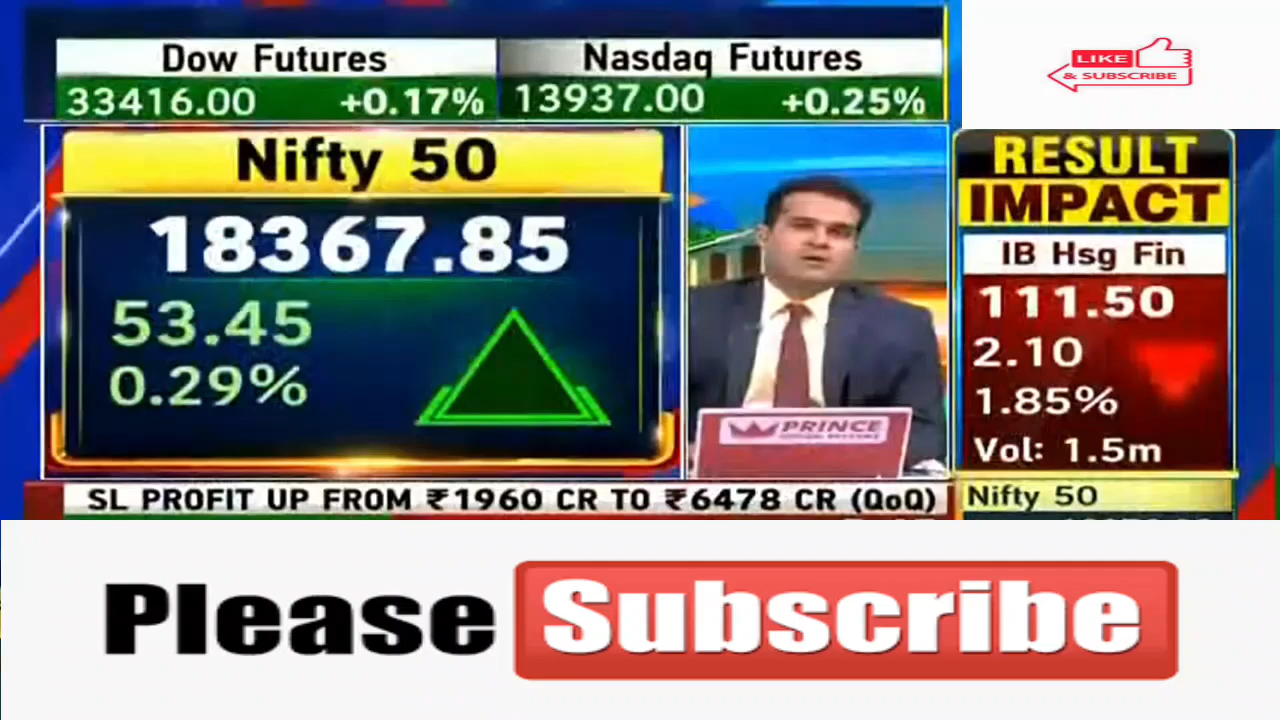 Dow Futures
33416.00 +0.17%
Nasdaq Futures
13937.00 +0.25%
LIKE
& SUBSCRIBE
Nifty 50
18367.85
53.45
0.29%
PRINCE
RESULT
IMPACT
IB Hsg Fin
111.50
2.10
1.85%
Vol: 1.5m
SL PROFIT UP FROM ₹1960 CR TO ₹6478 CR (QoQ)
Nifty 50
Please Subscribe